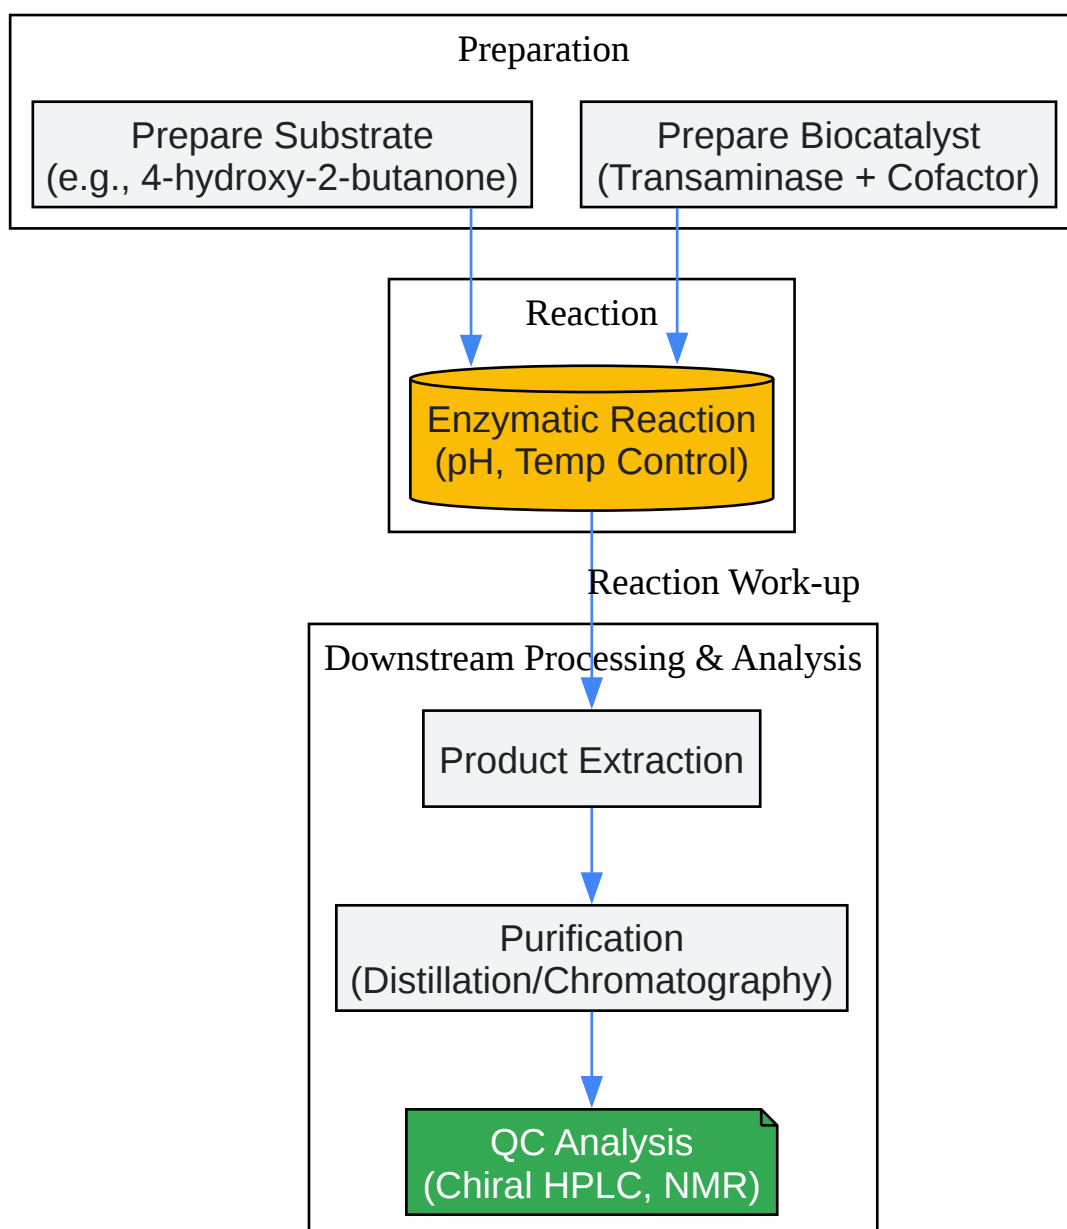 Preparation
Prepare Substrate
(e.g., 4-hydroxy-2-butanone)
Prepare Biocatalyst
(Transaminase + Cofactor)
Reaction
Enzymatic Reaction
(pH, Temp Control)
Reaction Work-up
Downstream Processing & Analysis
Product Extraction
Purification
(Distillation/Chromatography)
QC Analysis
(Chiral HPLC, NMR)